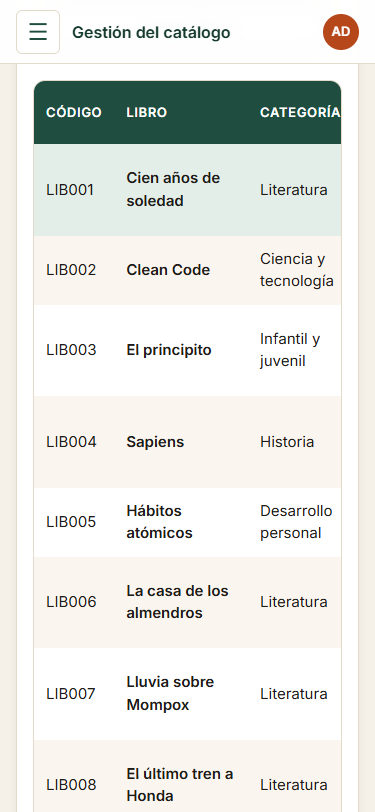 ☰ Gestión del catálogo AD
CÓDIGO LIBRO CATEGORÍA
LIB001 Cien años de soledad Literatura
LIB002 Clean Code Ciencia y tecnología
LIB003 El principito Infantil y juvenil
LIB004 Sapiens Historia
LIB005 Hábitos atómicos Desarrollo personal
LIB006 La casa de los almendros Literatura
LIB007 Lluvia sobre Mompox Literatura
LIB008 El último tren a Honda Literatura